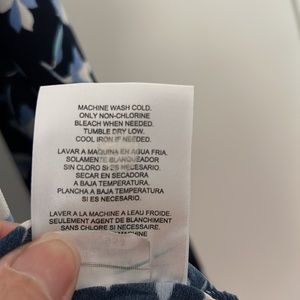 MACHINE WASH COLD.
ONLY NON-CHLORINE
BLEACH WHEN NEEDED.
TUMBLE DRY LOW.
COOL IRON IF NEEDED.
LAVAR A MAQUINA EN AGUA FRIA.
SOLAMENTE BLANQUEADOR
SIN CLORO SI ES NECESARIO.
SECAR EN SECADORA
A BAJA TEMPERATURA.
PLANCHA A BAJA TEMPERATURA
SI ES NECESARIO.
LAVER A LA MACHINE A LEAU FROIDE.
SEULEMENT AGENT DE BLANCHIMENT
SANS CHLORE SI NECESSAIRE.
MACHINE